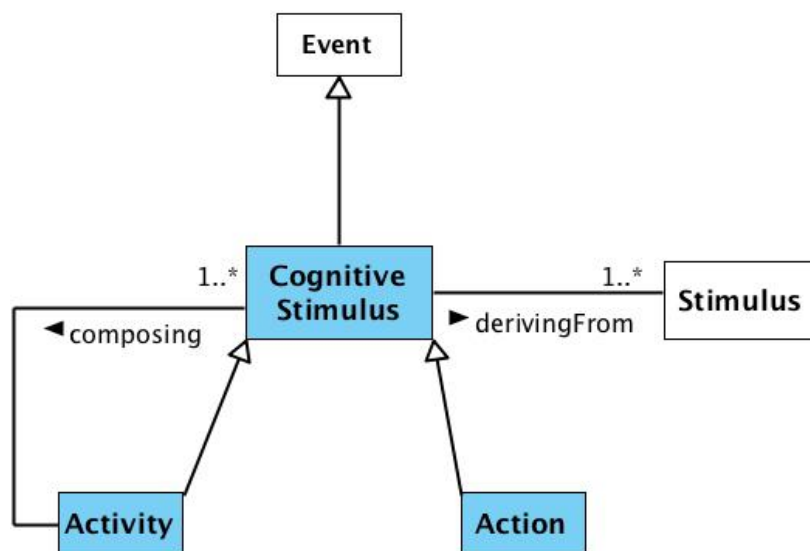 Event
1..*
Cognitive
Stimulus
1..*
Stimulus
◄ composing
► derivingFrom
Activity
Action